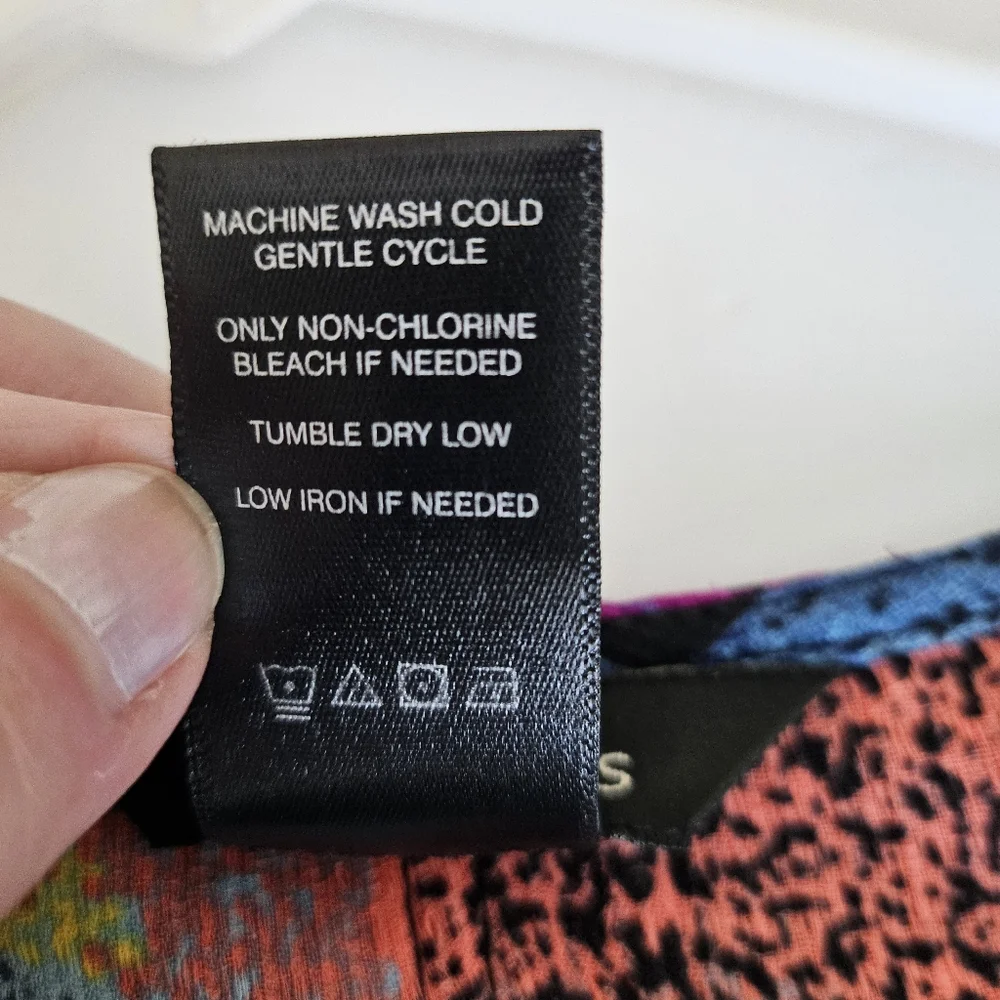 MACHINE WASH COLD
GENTLE CYCLE
ONLY NON-CHLORINE
BLEACH IF NEEDED
TUMBLE DRY LOW
LOW IRON IF NEEDED
S